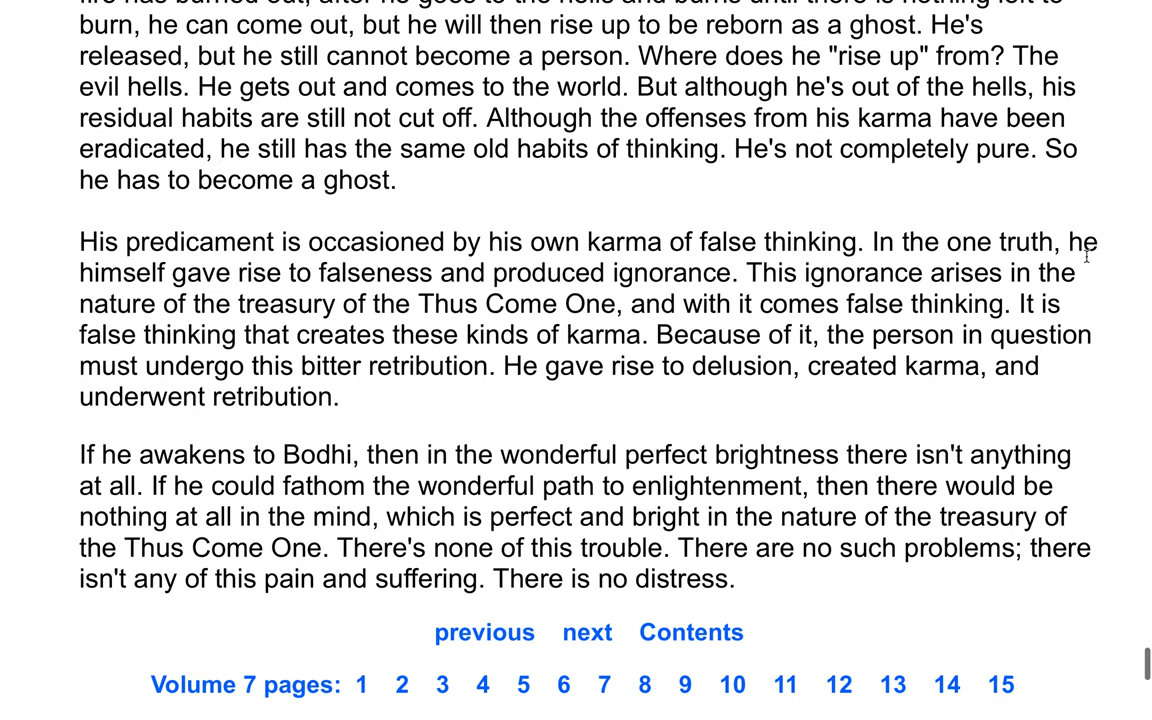 burn, he can come out, but he will then rise up to be reborn as a ghost. He's
released, but he still cannot become a person. Where does he "rise up" from? The
evil hells. He gets out and comes to the world. But although he's out of the hells, his
residual habits are still not cut off. Although the offenses from his karma have been
eradicated, he still has the same old habits of thinking. He's not completely pure. So
he has to become a ghost.
His predicament is occasioned by his own karma of false thinking. In the one truth, he
himself gave rise to falseness and produced ignorance. This ignorance arises in the
nature of the treasury of the Thus Come One, and with it comes false thinking. It is
false thinking that creates these kinds of karma. Because of it, the person in question
must undergo this bitter retribution. He gave rise to delusion, created karma, and
underwent retribution.
If he awakens to Bodhi, then in the wonderful perfect brightness there isn't anything
at all. If he could fathom the wonderful path to enlightenment, then there would be
nothing at all in the mind, which is perfect and bright in the nature of the treasury of
the Thus Come One. There's none of this trouble. There are no such problems; there
isn't any of this pain and suffering. There is no distress.
previous next Contents
Volume 7 pages: 1 2 3 4 5 6 7 8 9 10 11 12 13 14 15